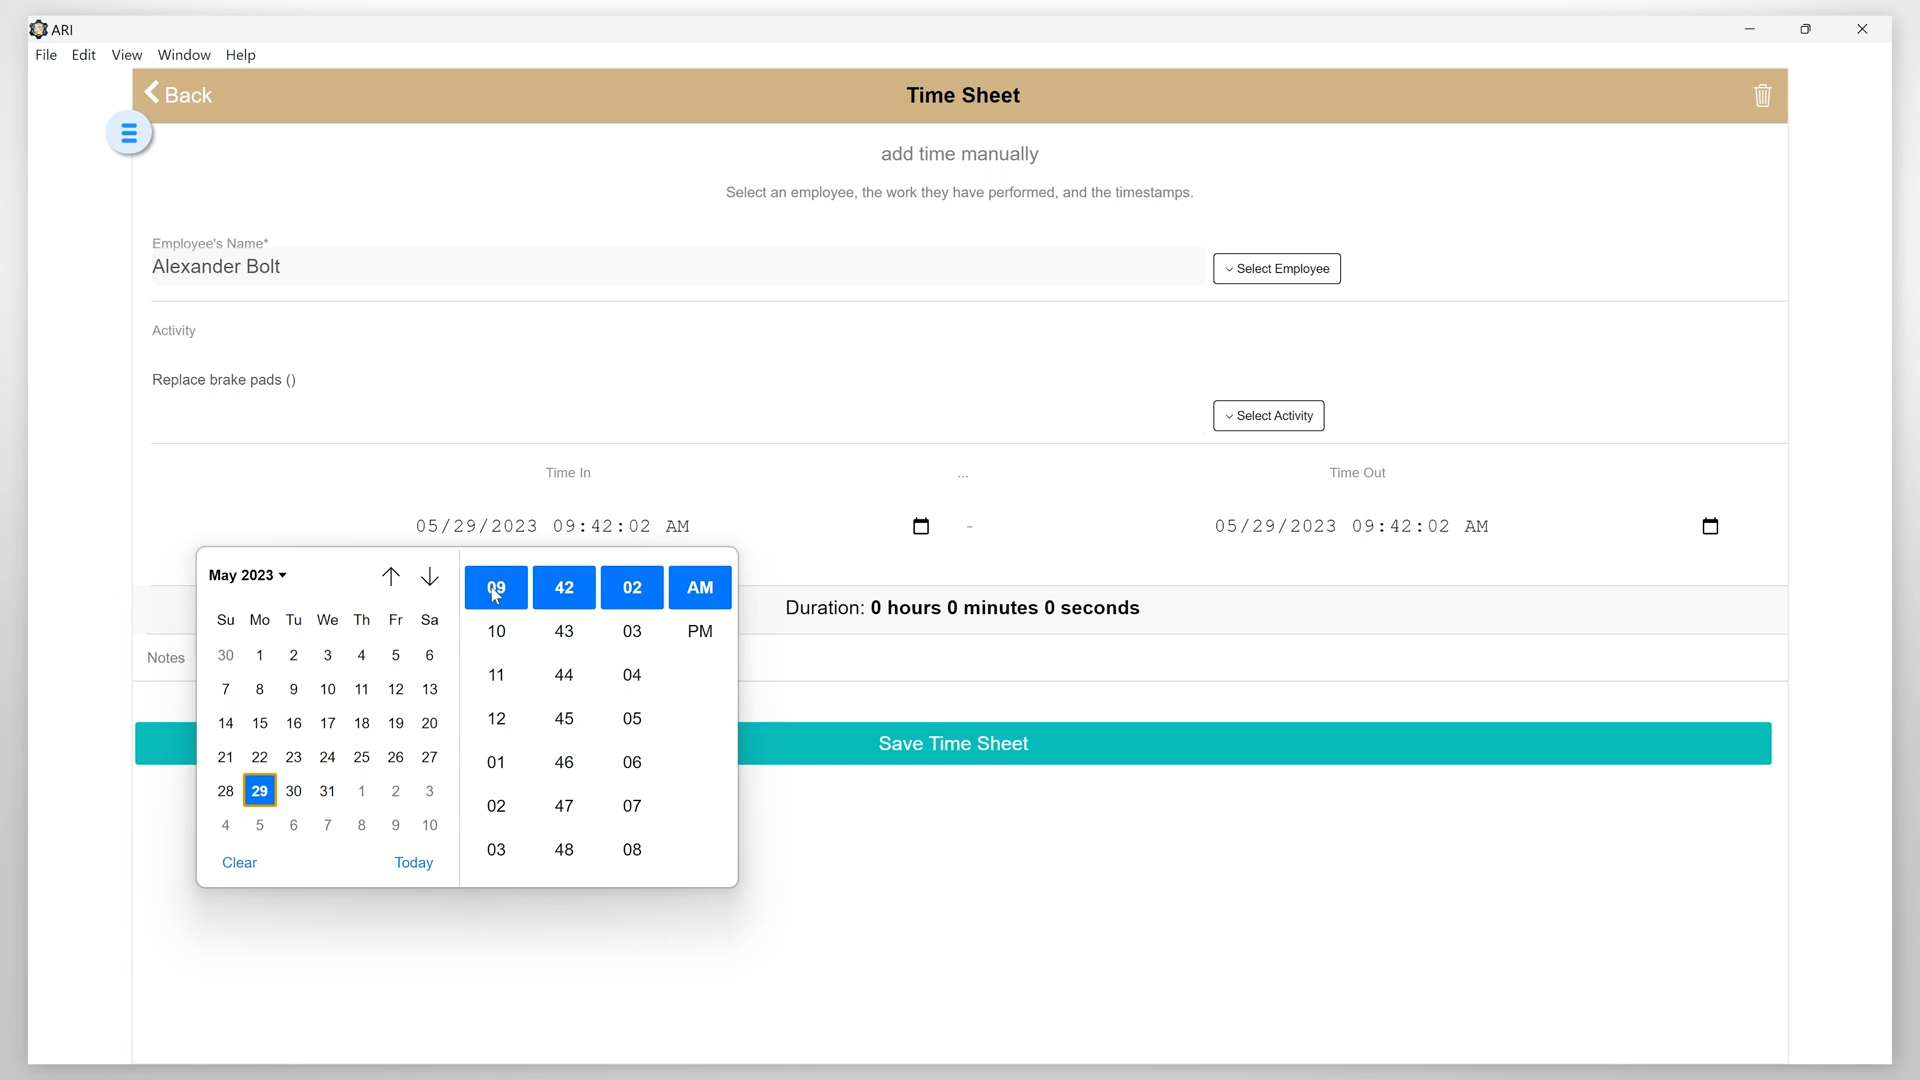 ARI
File Edit View Window Help
Back
Time Sheet
add time manually
Select an employee, the work they have performed, and the timestamps.
Employee's Name*
Alexander Bolt
Select Employee
Activity
Replace brake pads ()
Select Activity
Time In
...
Time Out
05/29/2023 09:42:02 AM
-
05/29/2023 09:42:02 AM
May 2023
Su Mo Tu We Th Fr Sa
30 1 2 3 4 5 6
7 8 9 10 11 12 13
14 15 16 17 18 19 20
21 22 23 24 25 26 27
28 29 30 31 1 2 3
4 5 6 7 8 9 10
Clear Today
09 42 02 AM
10 43 03 PM
11 44 04
12 45 05
01 46 06
02 47 07
03 48 08
Duration: 0 hours 0 minutes 0 seconds
Notes
Save Time Sheet